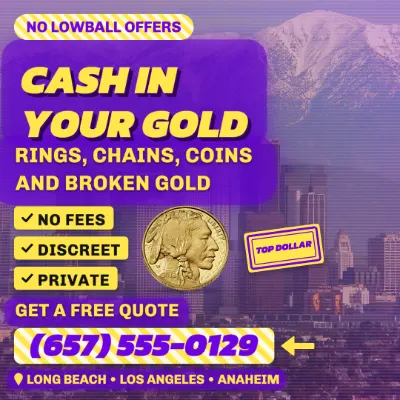 NO LOWBALL OFFERS
CASH IN
YOUR GOLD
RINGS, CHAINS, COINS
AND BROKEN GOLD
✓ NO FEES
✓ DISCREET
✓ PRIVATE
TOP DOLLAR
GET A FREE QUOTE
(657) 555-0129
LONG BEACH • LOS ANGELES • ANAHEIM